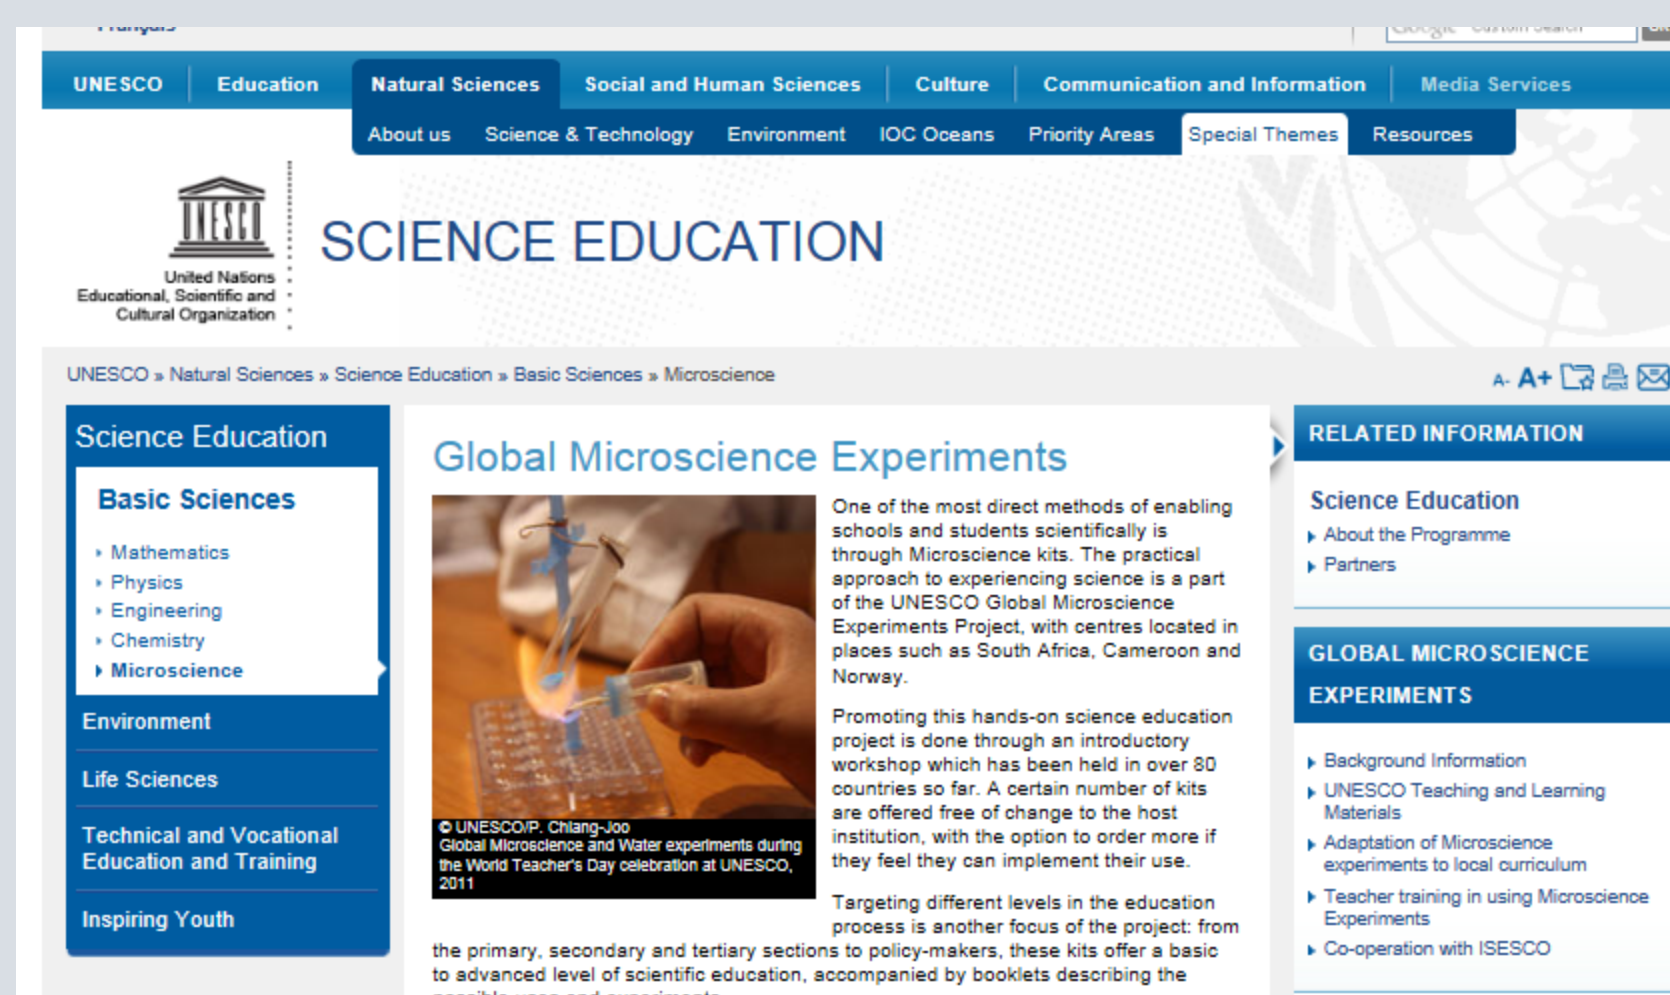 Français
Google Custom Search
UNESCO Education Natural Sciences Social and Human Sciences Culture Communication and Information Media Services
About us Science & Technology Environment IOC Oceans Priority Areas Special Themes Resources
UNESCO
United Nations
Educational, Scientific and
Cultural Organization
SCIENCE EDUCATION
UNESCO » Natural Sciences » Science Education » Basic Sciences » Microscience
A- A+
Science Education
Basic Sciences
Mathematics
Physics
Engineering
Chemistry
Microscience
Environment
Life Sciences
Technical and Vocational
Education and Training
Inspiring Youth
Global Microscience Experiments
© UNESCO/P. Chiang-Joo
Global Microscience and Water experiments during
the World Teacher's Day celebration at UNESCO,
2011
One of the most direct methods of enabling
schools and students scientifically is
through Microscience kits. The practical
approach to experiencing science is a part
of the UNESCO Global Microscience
Experiments Project, with centres located in
places such as South Africa, Cameroon and
Norway.
Promoting this hands-on science education
project is done through an introductory
workshop which has been held in over 80
countries so far. A certain number of kits
are offered free of change to the host
institution, with the option to order more if
they feel they can implement their use.
Targeting different levels in the education
process is another focus of the project: from
the primary, secondary and tertiary sections to policy-makers, these kits offer a basic
to advanced level of scientific education, accompanied by booklets describing the
possible uses and experiments
RELATED INFORMATION
Science Education
About the Programme
Partners
GLOBAL MICROSCIENCE
EXPERIMENTS
Background Information
UNESCO Teaching and Learning
Materials
Adaptation of Microscience
experiments to local curriculum
Teacher training in using Microscience
Experiments
Co-operation with ISESCO